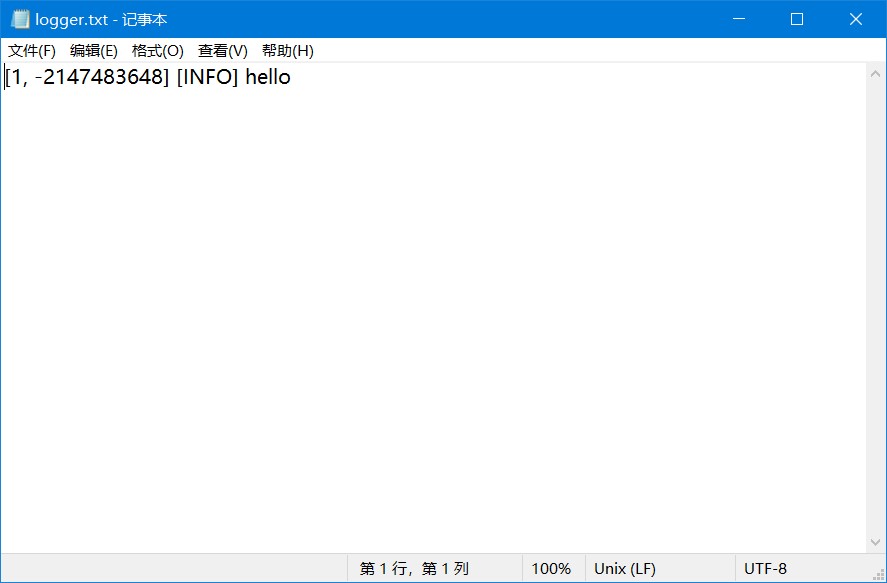 logger.txt - 记事本
文件(F) 编辑(E) 格式(O) 查看(V) 帮助(H)
[1, -2147483648] [INFO] hello
第 1 行，第 1 列 100% Unix (LF) UTF-8